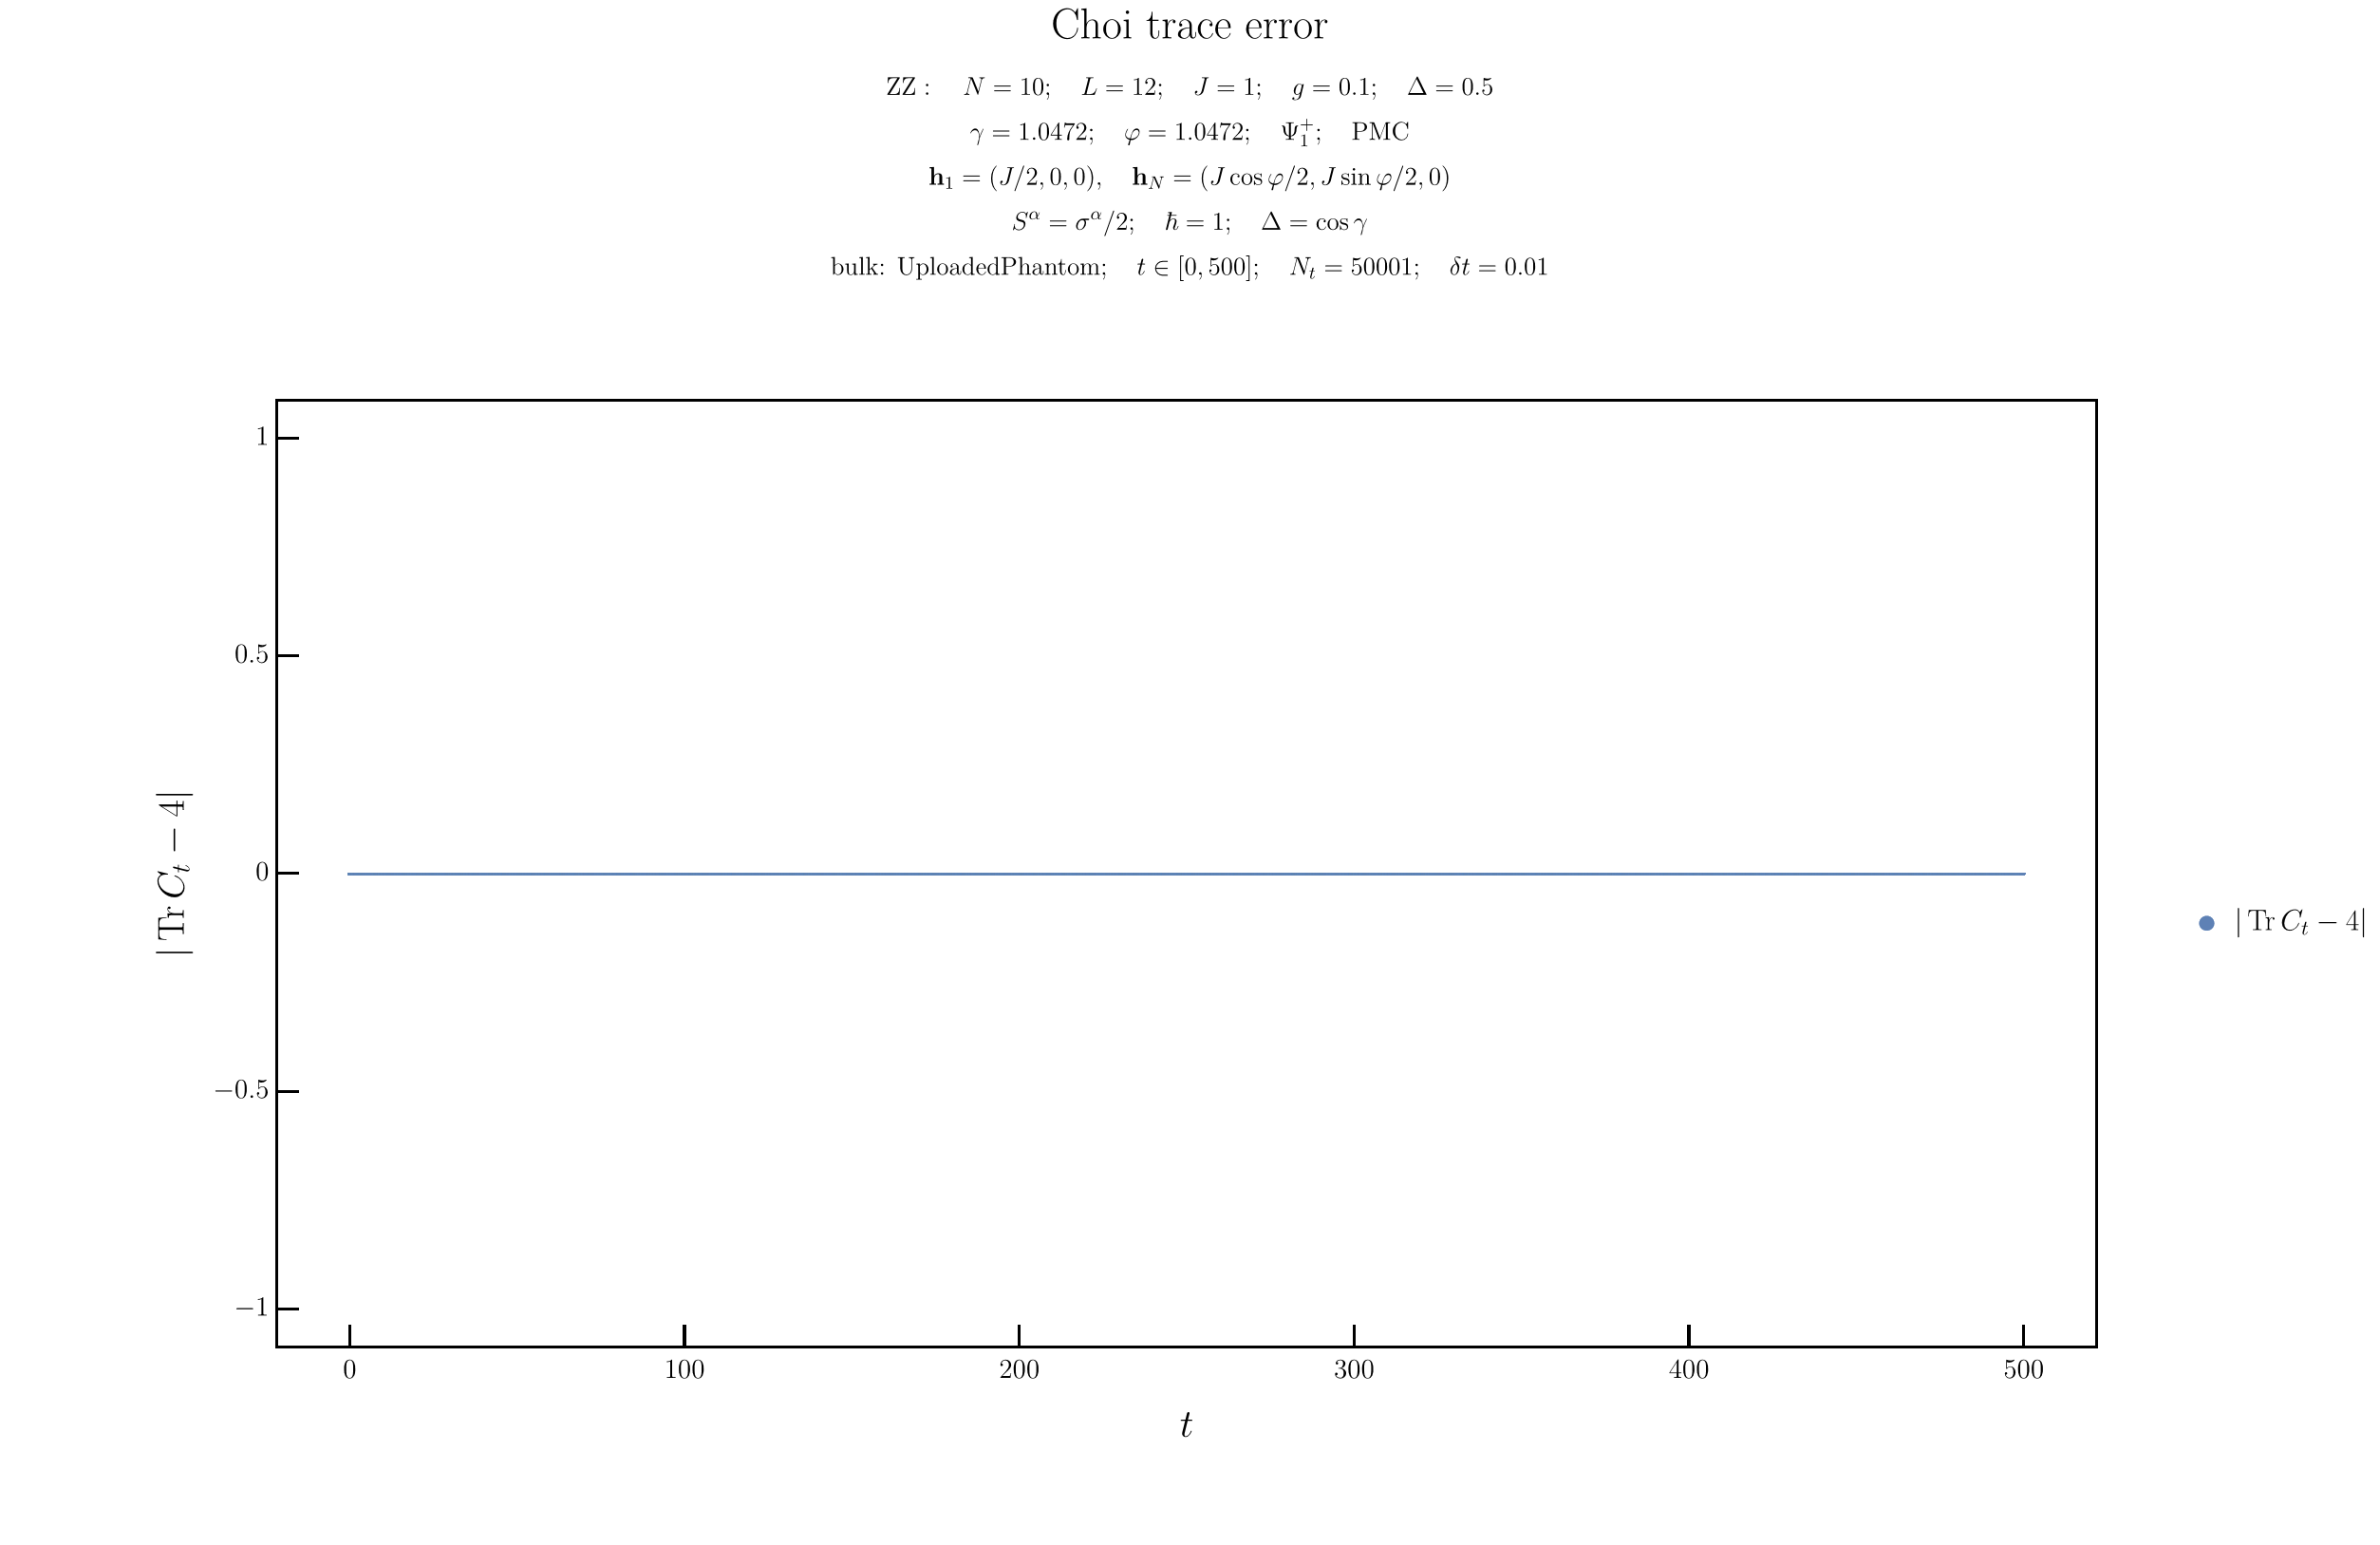 Choi trace error
ZZ : N = 10; L = 12; J = 1; g = 0.1; Δ = 0.5
γ = 1.0472; φ = 1.0472; Ψ₁⁺; PMC
𝐡₁ = (J/2, 0, 0), 𝐡_N = (J cos φ/2, J sin φ/2, 0)
S^α = σ^α/2; ℏ = 1; Δ = cos γ
bulk: UploadedPhantom; t ∈ [0, 500]; N_t = 50001; δt = 0.01
1
0.5
0
−0.5
−1
| Tr C_t − 4|
0 100 200 300 400 500
t
| Tr C_t − 4|